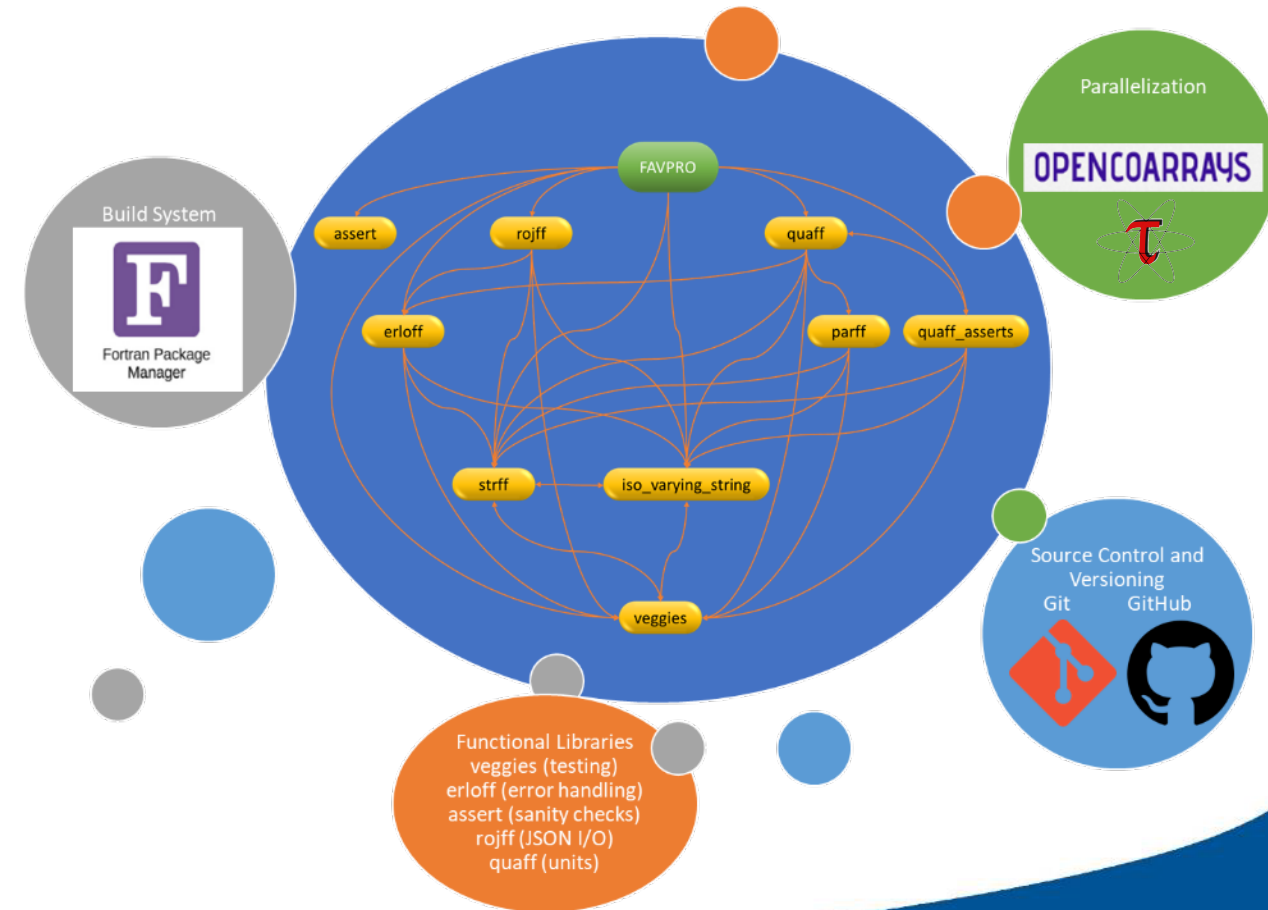 Parallelization
OPENCOARRAYS
τ
FAVPRO
Build System
F
Fortran Package
Manager
assert
rojff
quaff
erloff
parff
quaff_asserts
strff
iso_varying_string
veggies
Source Control and
Versioning
Git GitHub
Functional Libraries
veggies (testing)
erloff (error handling)
assert (sanity checks)
rojff (JSON I/O)
quaff (units)